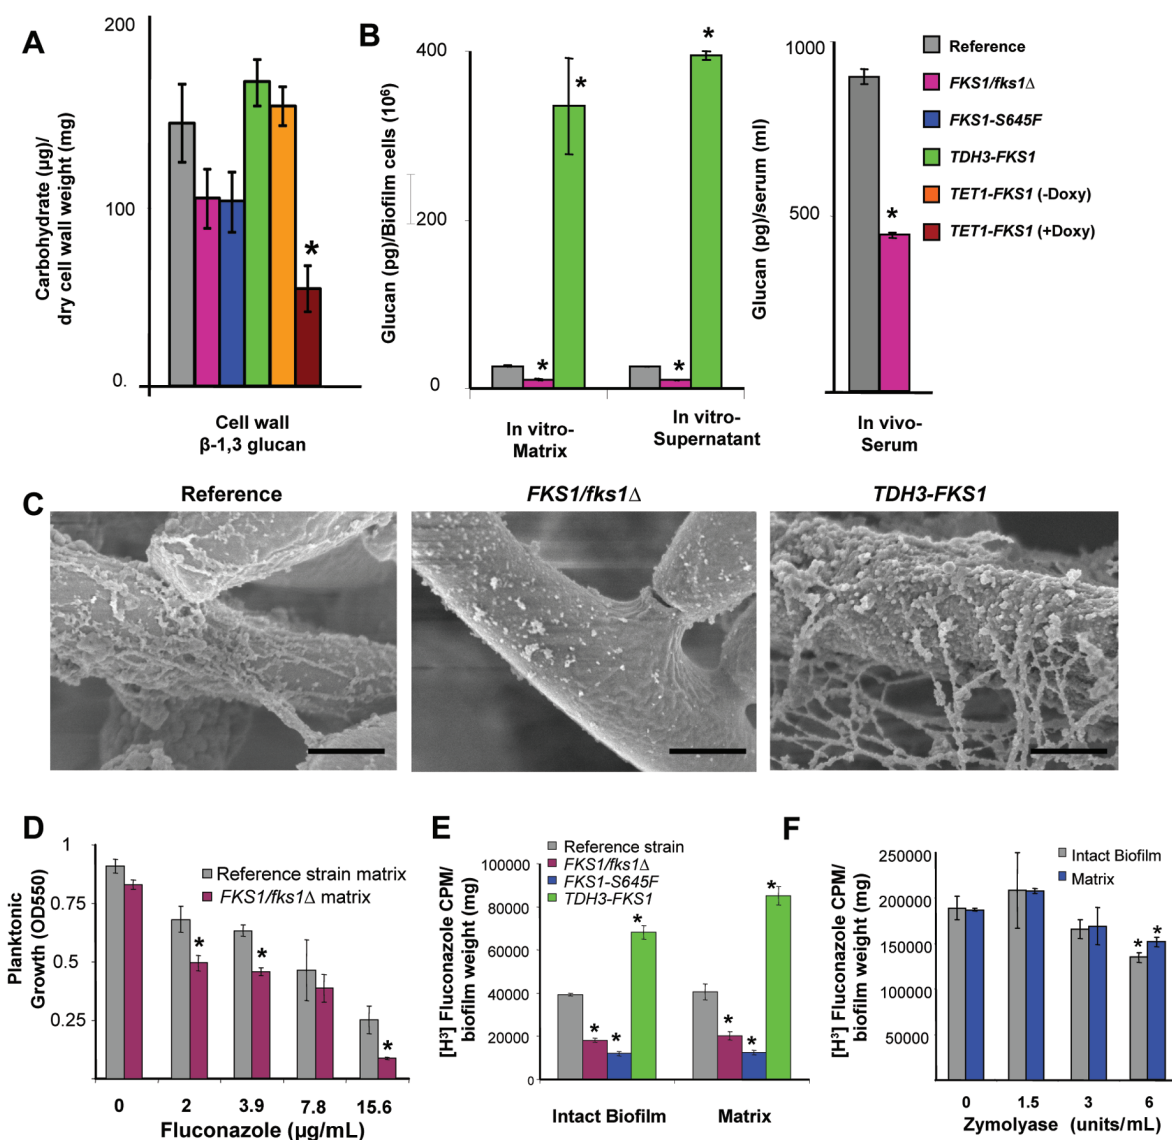 A
200
100
0.
Carbohydrate (µg)/
dry cell wall weight (mg)
*
Cell wall
β-1,3 glucan
B
400
200
0
Glucan (pg)/Biofilm cells (10⁶)
*
*
*
*
In vitro-
Matrix
In vitro-
Supernatant
1000
500
Glucan (pg)/serum (ml)
*
In vivo-
Serum
Reference
FKS1/fks1Δ
FKS1-S645F
TDH3-FKS1
TET1-FKS1 (-Doxy)
TET1-FKS1 (+Doxy)
C
Reference
FKS1/fks1Δ
TDH3-FKS1
D
1
0.75
0.5
0.25
Planktonic
Growth (OD550)
Reference strain matrix
FKS1/fks1Δ matrix
*
*
*
0 2 3.9 7.8 15.6
Fluconazole (µg/mL)
E
Reference strain
FKS1/fks1Δ
FKS1-S645F
TDH3-FKS1
100000
80000
60000
40000
20000
0
[H³] Fluconazole CPM/
biofilm weight (mg)
* * *
* * *
Intact Biofilm Matrix
F
250000
200000
150000
100000
50000
0
[H³] Fluconazole CPM/
biofilm weight (mg)
Intact Biofilm
Matrix
* *
0 1.5 3 6
Zymolyase (units/mL)